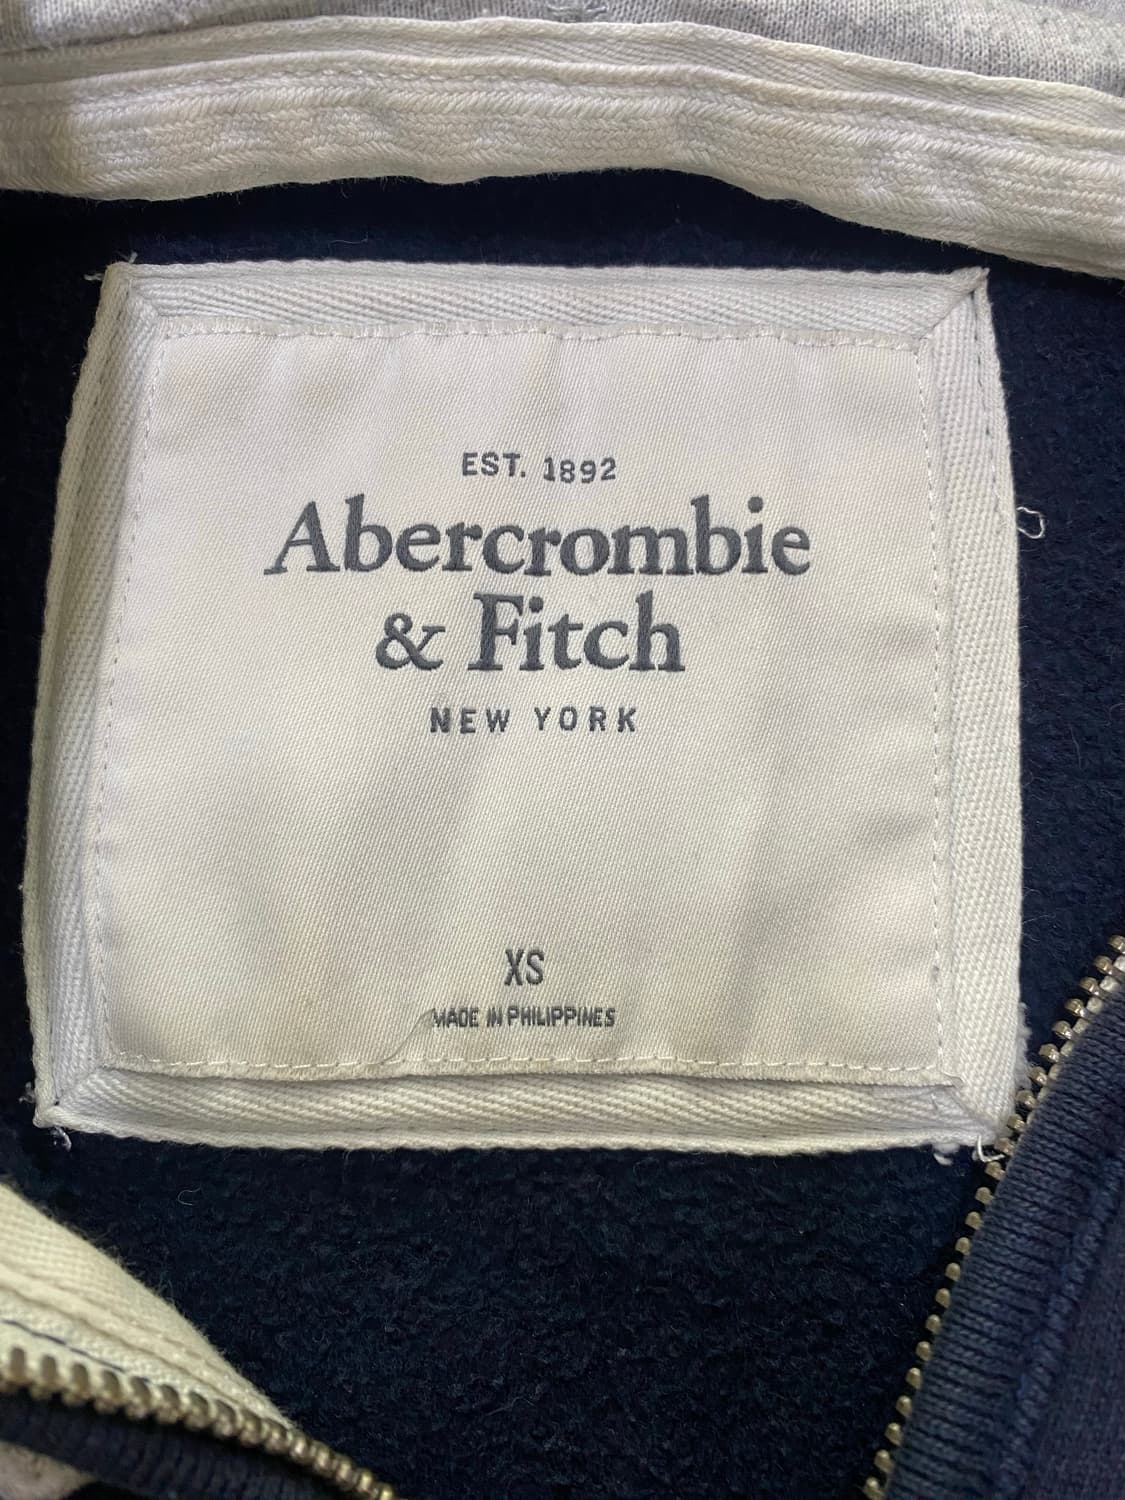 EST. 1892
Abercrombie
& Fitch
NEW YORK
XS
MADE IN PHILIPPINES